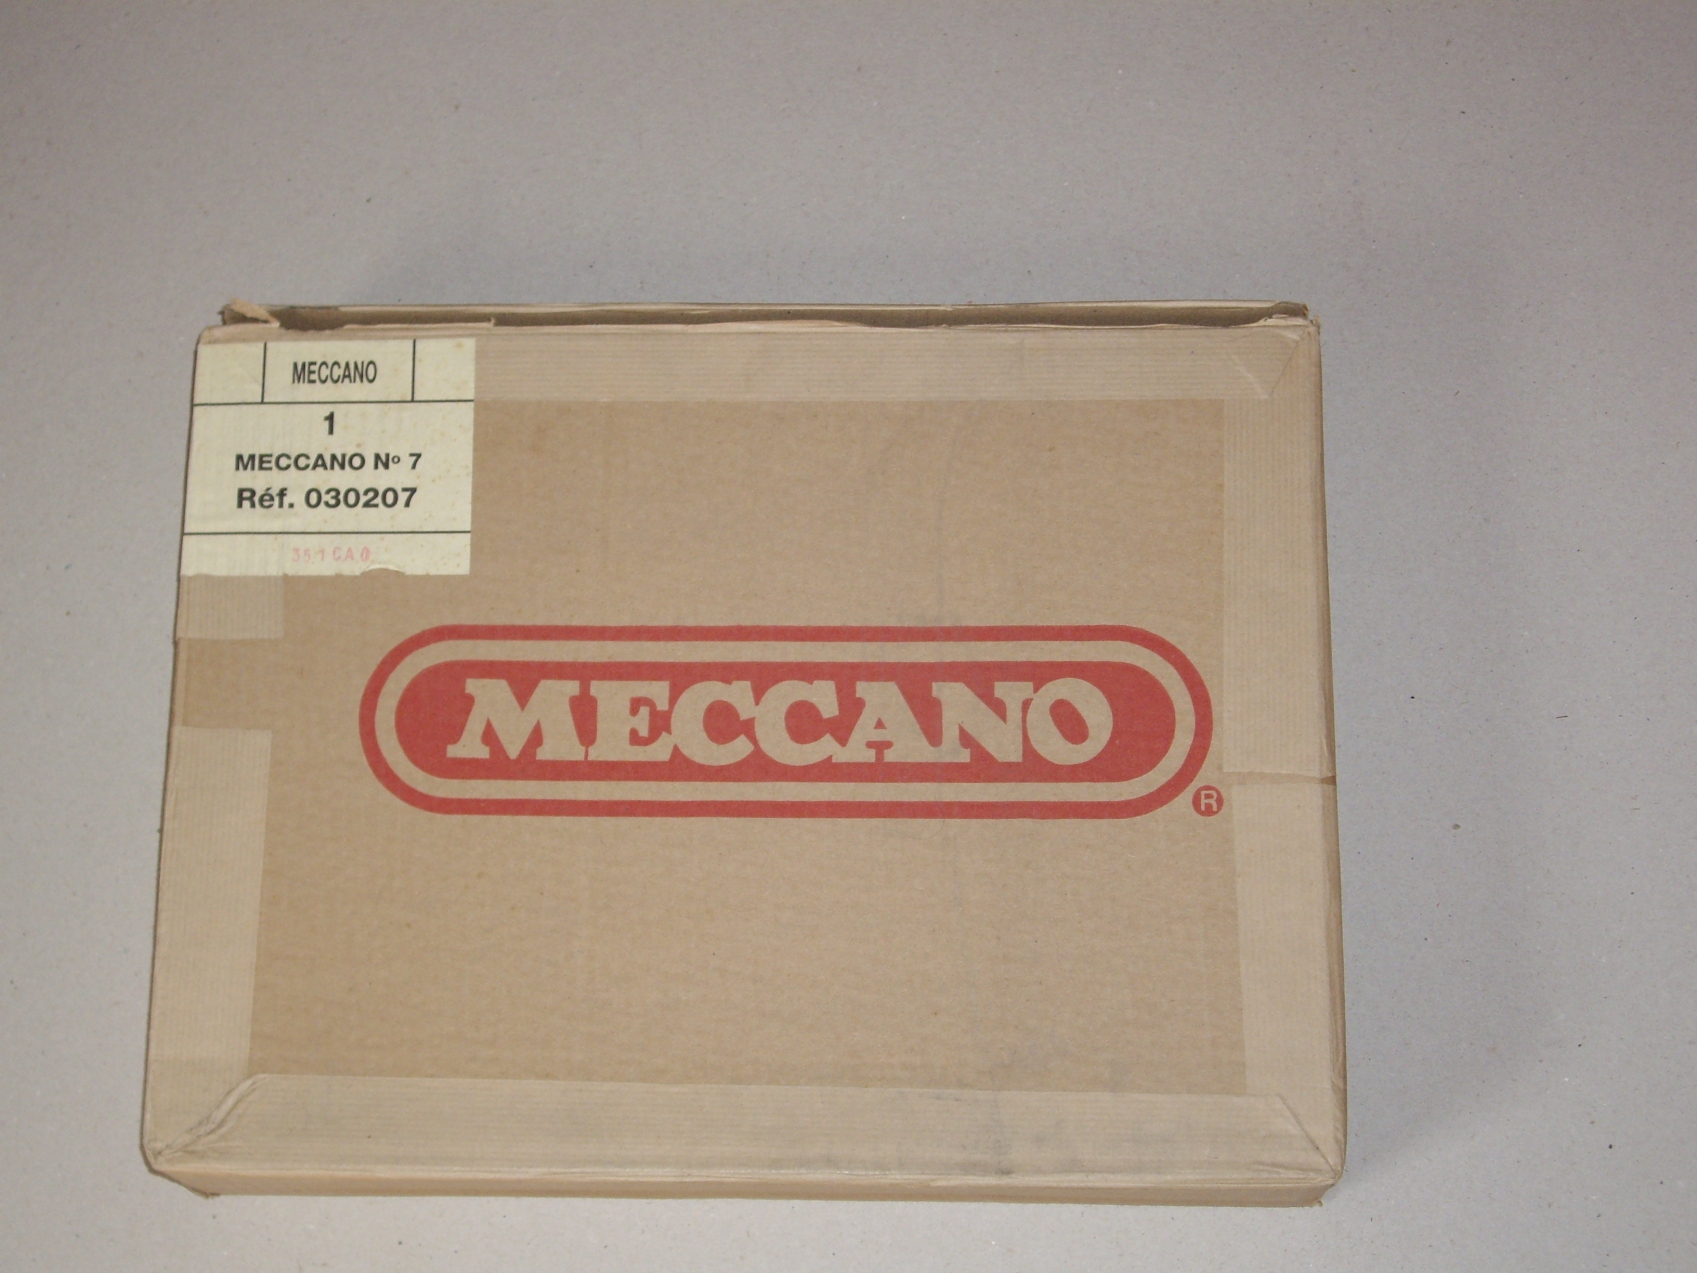 MECCANO
1
MECCANO Nº 7
Réf. 030207
MECCANO
®